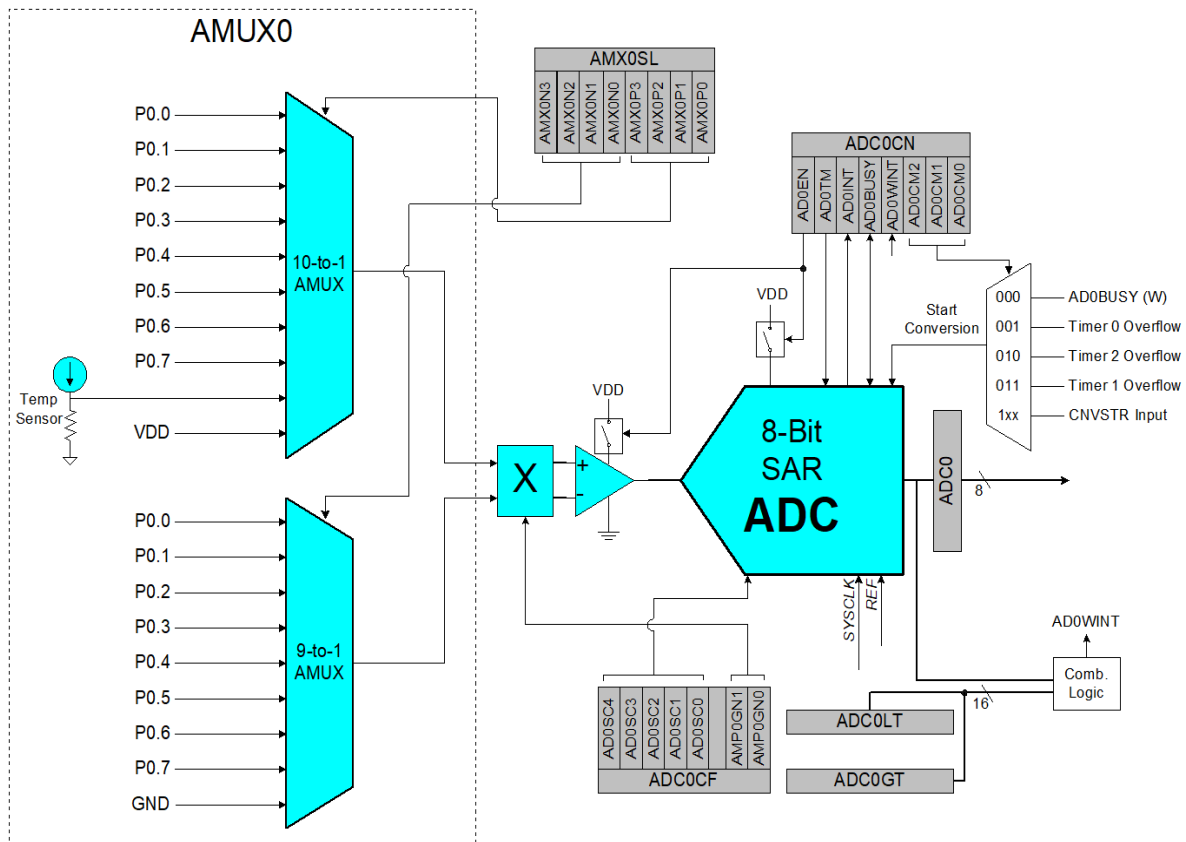 AMUX0
P0.0
P0.1
P0.2
P0.3
P0.4
P0.5
P0.6
P0.7
Temp
Sensor
VDD
10-to-1
AMUX
P0.0
P0.1
P0.2
P0.3
P0.4
P0.5
P0.6
P0.7
GND
9-to-1
AMUX
AMX0SL
AMX0N3
AMX0N2
AMX0N1
AMX0N0
AMX0P3
AMX0P2
AMX0P1
AMX0P0
ADC0CN
AD0EN
AD0TM
AD0INT
AD0BUSY
AD0WINT
AD0CM2
AD0CM1
AD0CM0
VDD
Start
Conversion
000
AD0BUSY (W)
001
Timer 0 Overflow
010
Timer 2 Overflow
011
Timer 1 Overflow
1xx
CNVSTR Input
VDD
X
+
-
8-Bit
SAR
ADC
ADC0
8
SYSCLK
REF
AD0WINT
Comb.
Logic
16
AD0SC4
AD0SC3
AD0SC2
AD0SC1
AD0SC0
AMP0GN1
AMP0GN0
ADC0CF
ADC0LT
ADC0GT